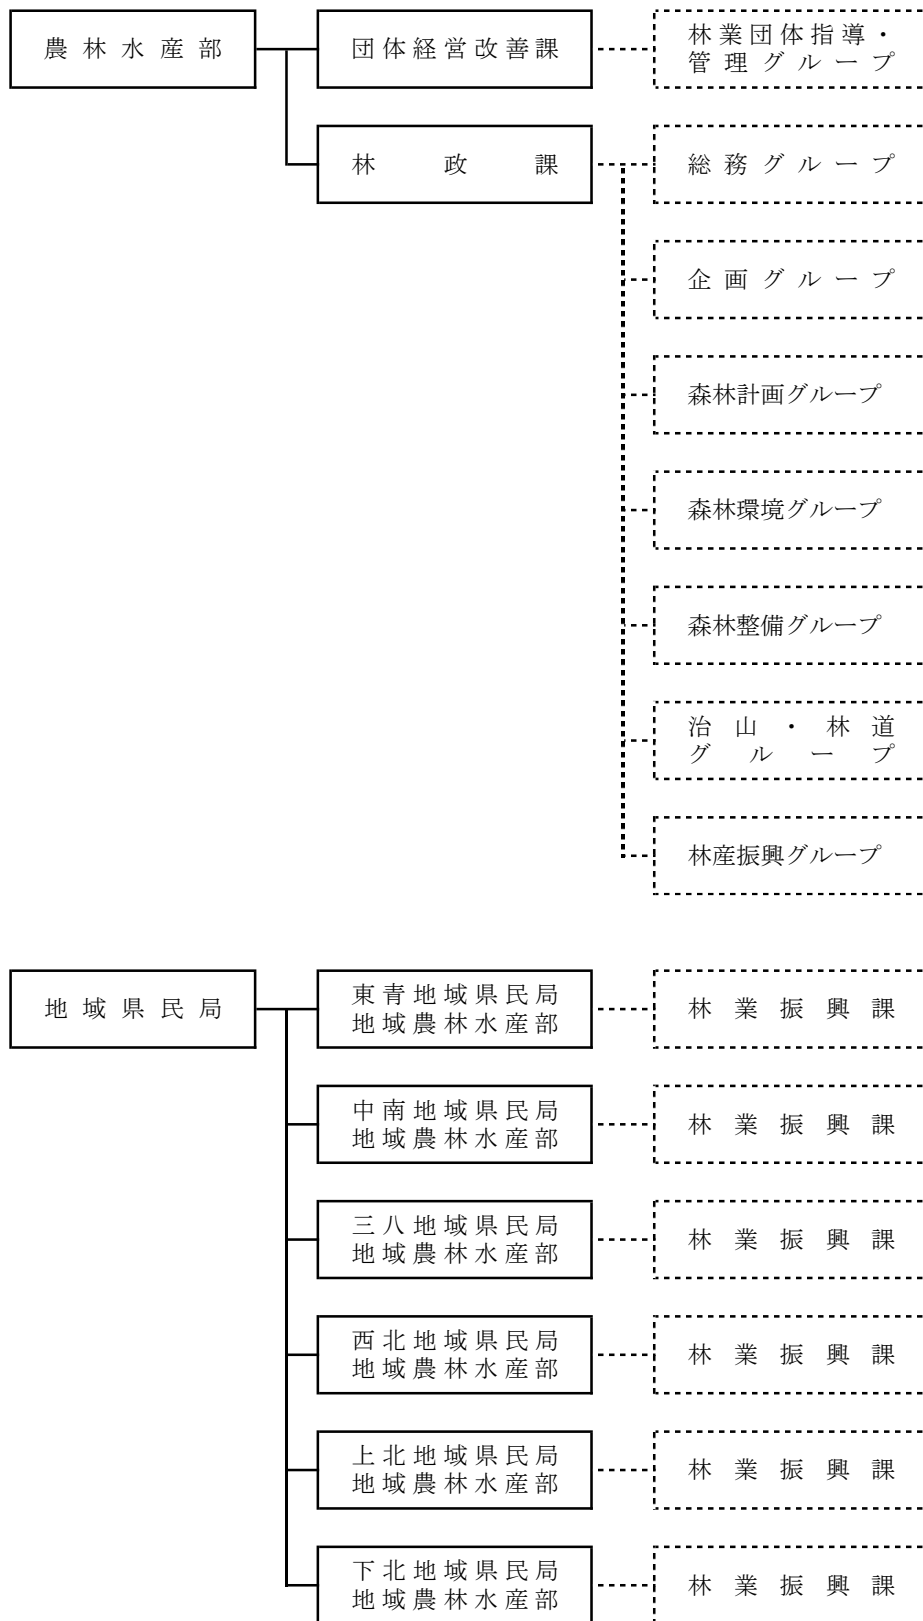 農林水産部
団体経営改善課
林業団体指導・
管理グループ
林政課
総務グループ
企画グループ
森林計画グループ
森林環境グループ
森林整備グループ
治山・林道
グループ
林産振興グループ
地域県民局
東青地域県民局
地域農林水産部
林業振興課
中南地域県民局
地域農林水産部
林業振興課
三八地域県民局
地域農林水産部
林業振興課
西北地域県民局
地域農林水産部
林業振興課
上北地域県民局
地域農林水産部
林業振興課
下北地域県民局
地域農林水産部
林業振興課